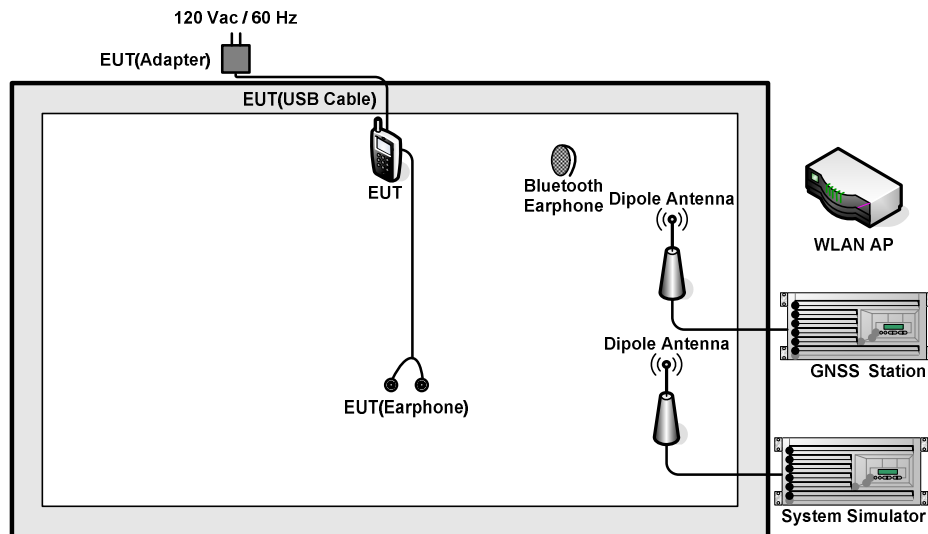 120 Vac / 60 Hz
EUT(Adapter)
EUT(USB Cable)
EUT
Bluetooth
Earphone
Dipole Antenna
WLAN AP
GNSS Station
Dipole Antenna
EUT(Earphone)
System Simulator